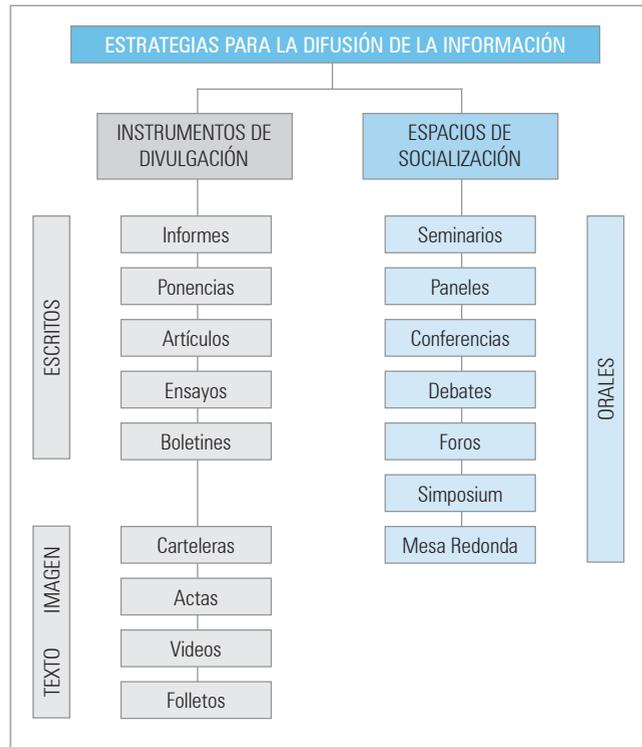 ESTRATEGIAS PARA LA DIFUSIÓN DE LA INFORMACIÓN
INSTRUMENTOS DE
DIVULGACIÓN
ESPACIOS DE
SOCIALIZACIÓN
ESCRITOS
Informes
Ponencias
Artículos
Ensayos
Boletines
TEXTO IMAGEN
Carteleras
Actas
Videos
Folletos
Seminarios
Paneles
Conferencias
Debates
Foros
Simposium
Mesa Redonda
ORALES